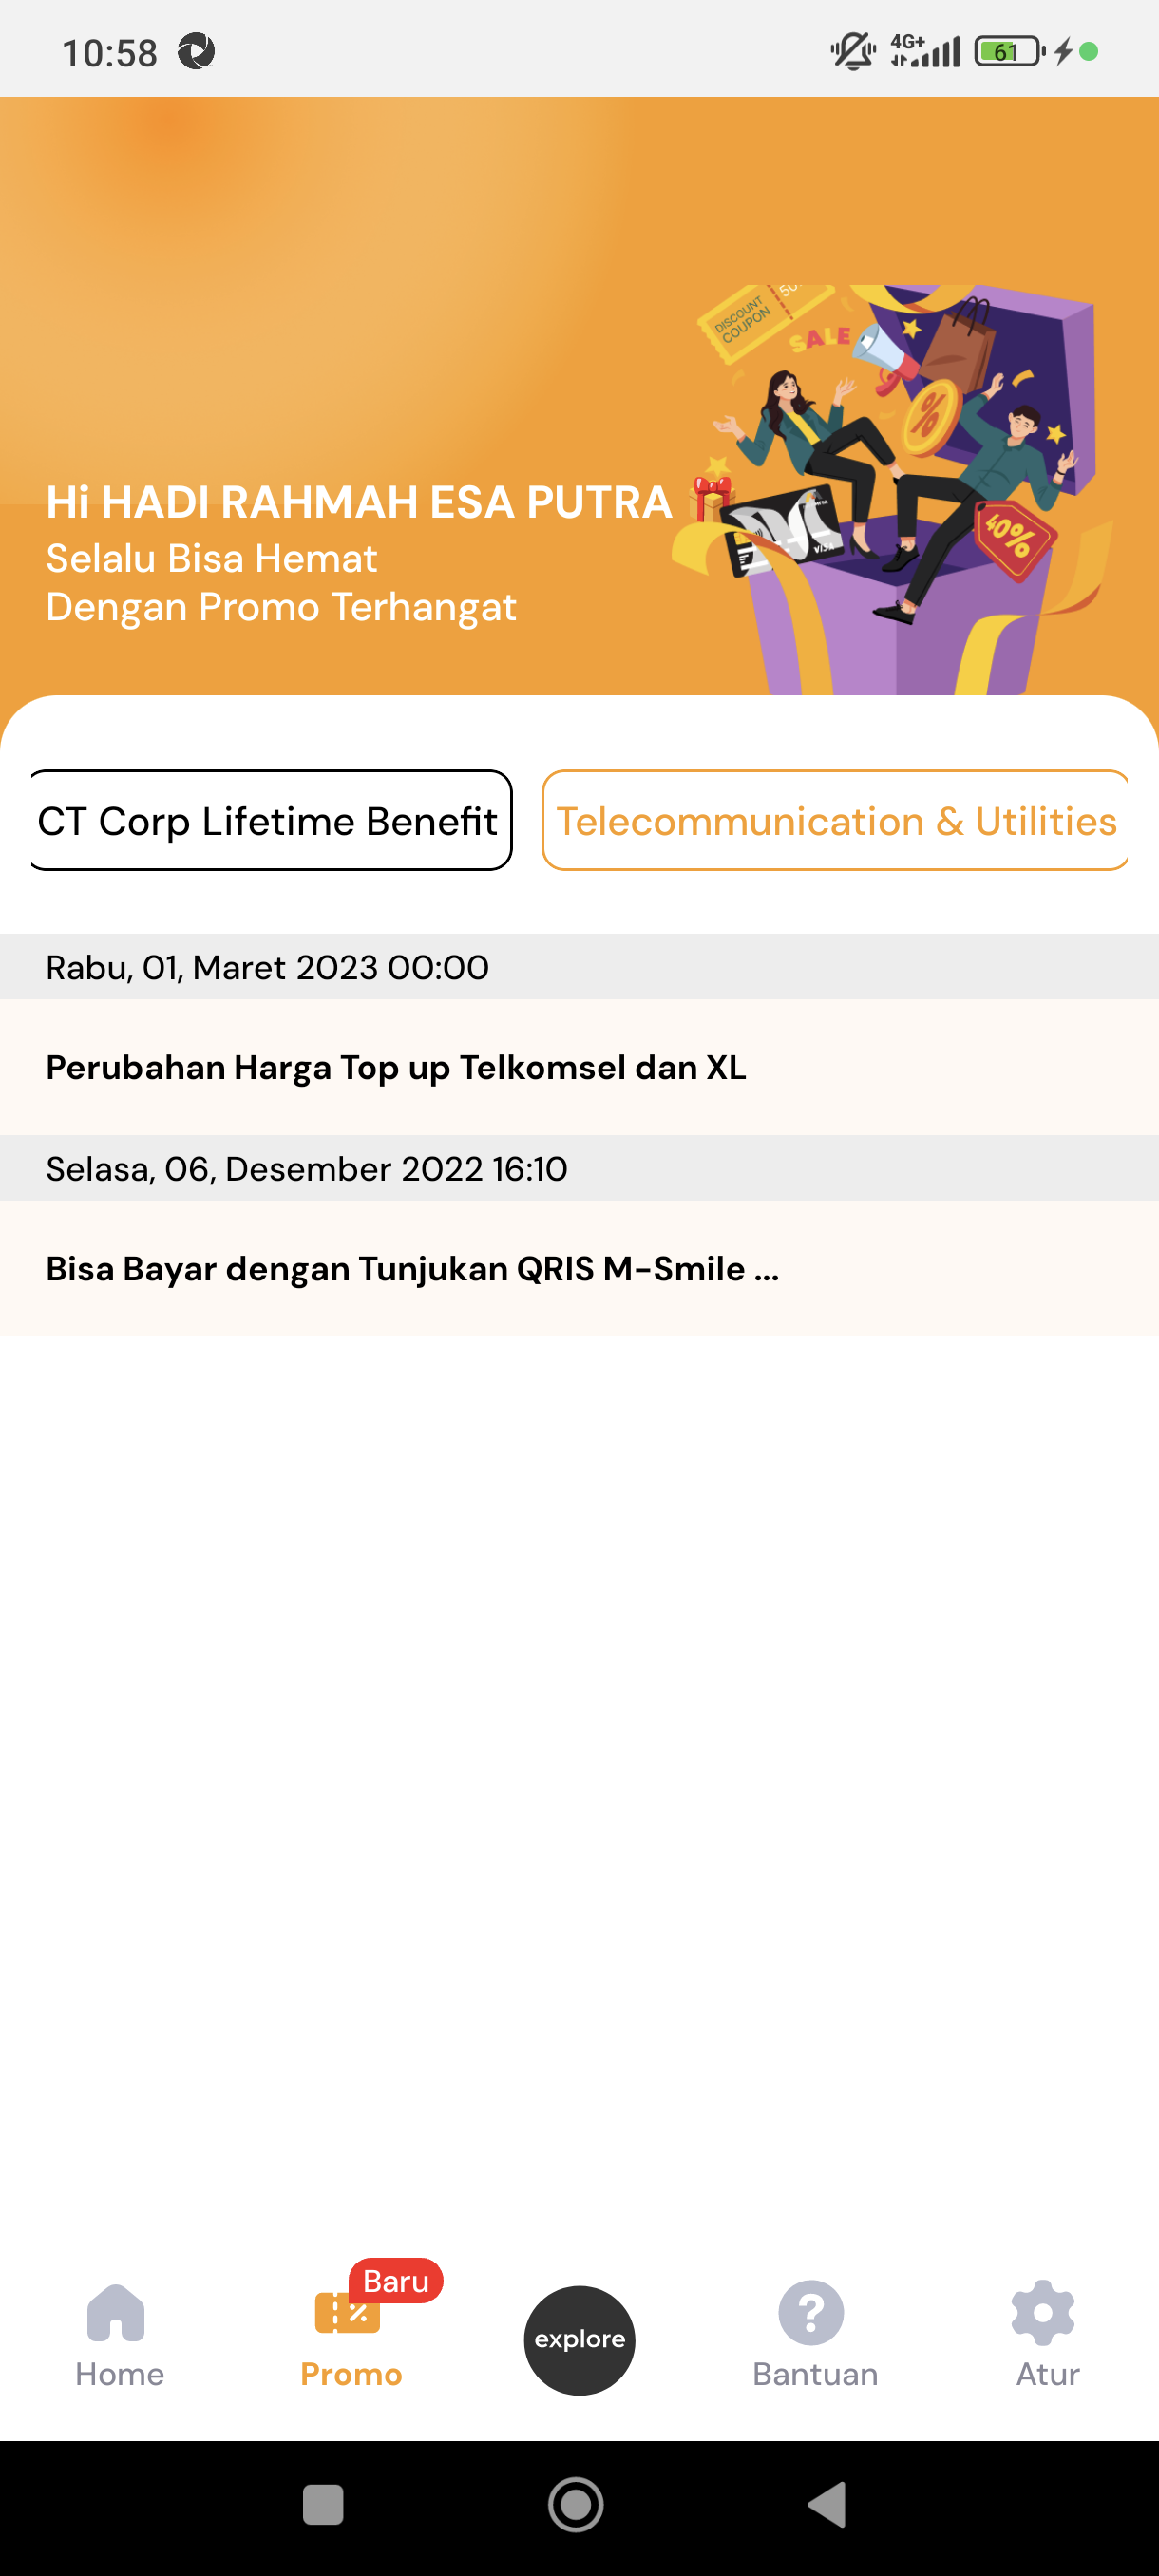 10:58
4G+
61
DISCOUNT
COUPON
SALE
%
Hi HADI RAHMAH ESA PUTRA
VISA
40%
Selalu Bisa Hemat
Dengan Promo Terhangat
CT Corp Lifetime Benefit
Telecommunication & Utilities
Rabu, 01, Maret 2023 00:00
Perubahan Harga Top up Telkomsel dan XL
Selasa, 06, Desember 2022 16:10
Bisa Bayar dengan Tunjukan QRIS M-Smile ...
Baru
Home
Promo
explore
Bantuan
Atur